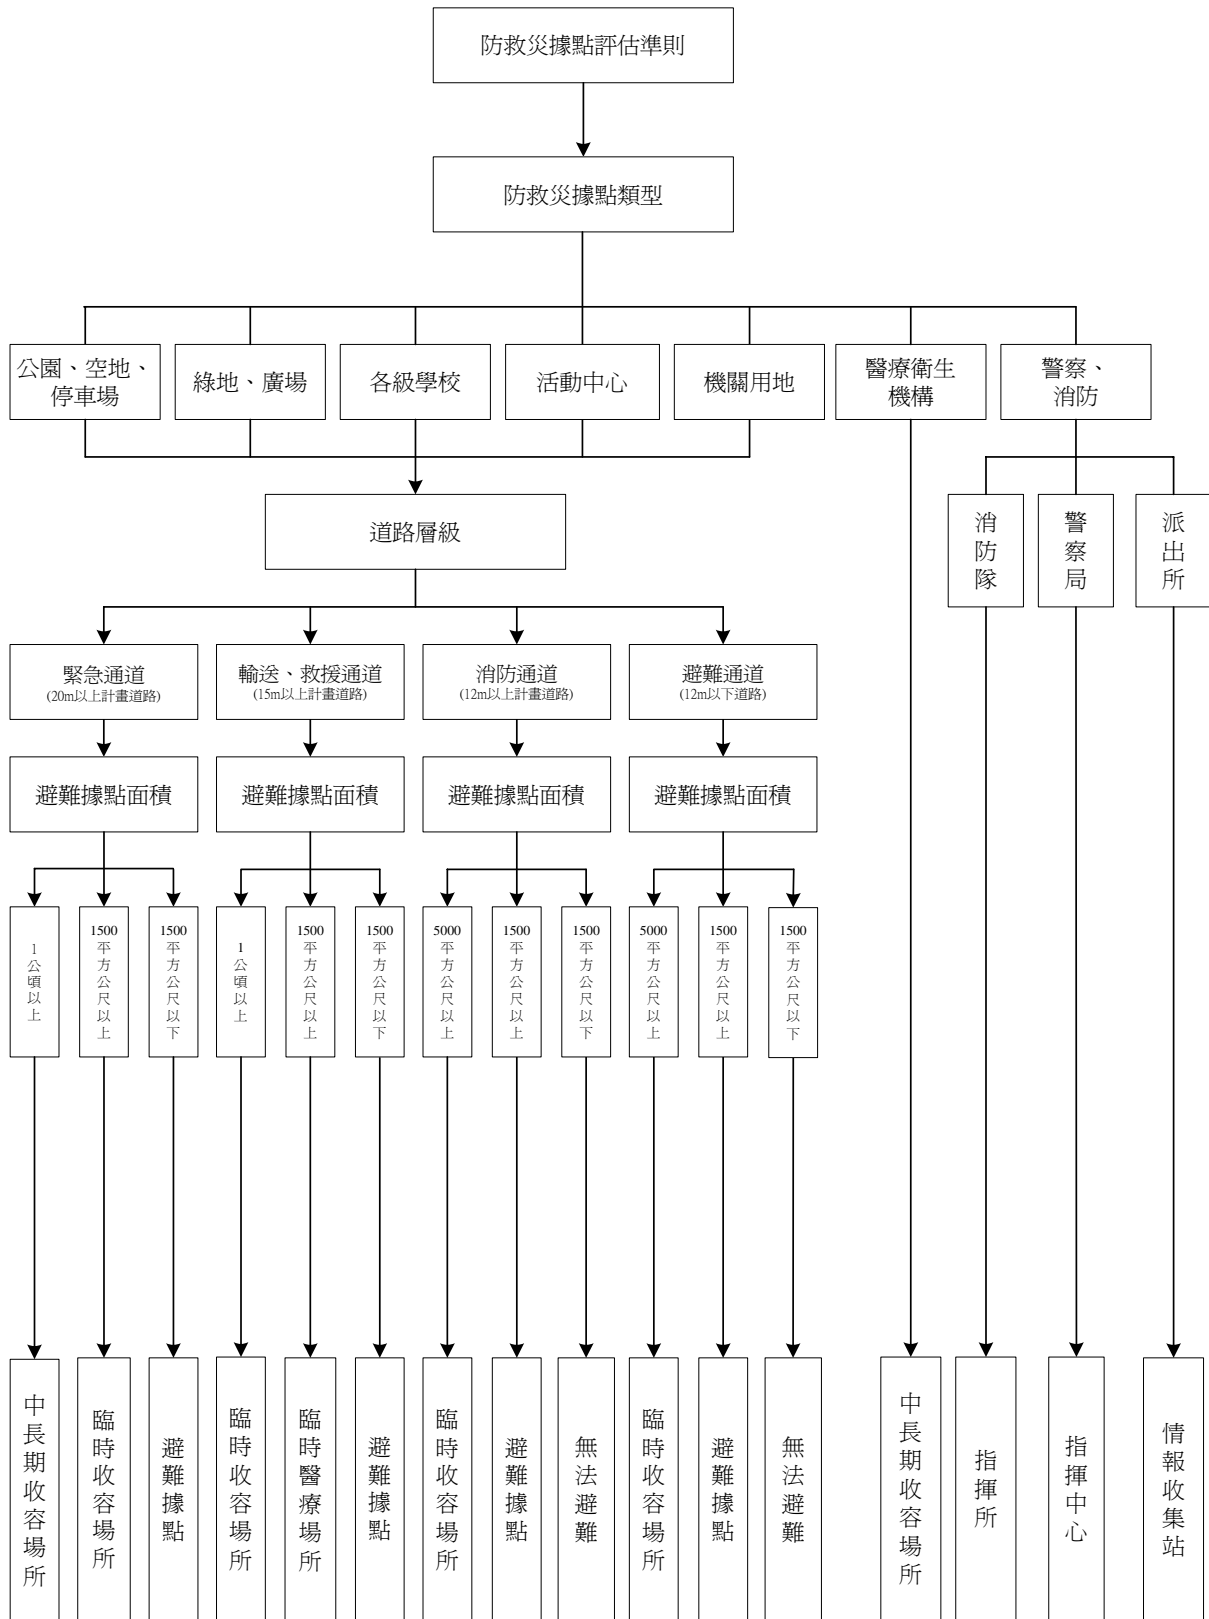 防救災據點評估準則
防救災據點類型
公園、空地、
停車場
綠地、廣場
各級學校
活動中心
機關用地
醫療衛生
機構
警察、
消防
消防隊
警察局
派出所
道路層級
緊急通道
(20m以上計畫道路)
輸送、救援通道
(15m以上計畫道路)
消防通道
(12m以上計畫道路)
避難通道
(12m以下道路)
避難據點面積
避難據點面積
避難據點面積
避難據點面積
1公頃以上
1500平方公尺以上
1500平方公尺以下
1公頃以上
1500平方公尺以上
1500平方公尺以下
5000平方公尺以上
1500平方公尺以上
1500平方公尺以下
5000平方公尺以上
1500平方公尺以上
1500平方公尺以下
中長期收容場所
臨時收容場所
避難據點
臨時收容場所
臨時醫療場所
避難據點
臨時收容場所
避難據點
無法避難
臨時收容場所
避難據點
無法避難
中長期收容場所
指揮所
指揮中心
情報收集站